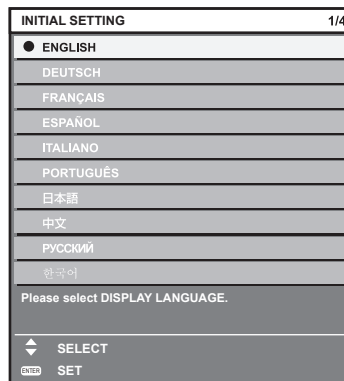 INITIAL SETTING 1/4
ENGLISH
DEUTSCH
FRANÇAIS
ESPAÑOL
ITALIANO
PORTUGUÊS
日本語
中文
РУССКИЙ
한국어
Please select DISPLAY LANGUAGE.
SELECT
ENTER SET